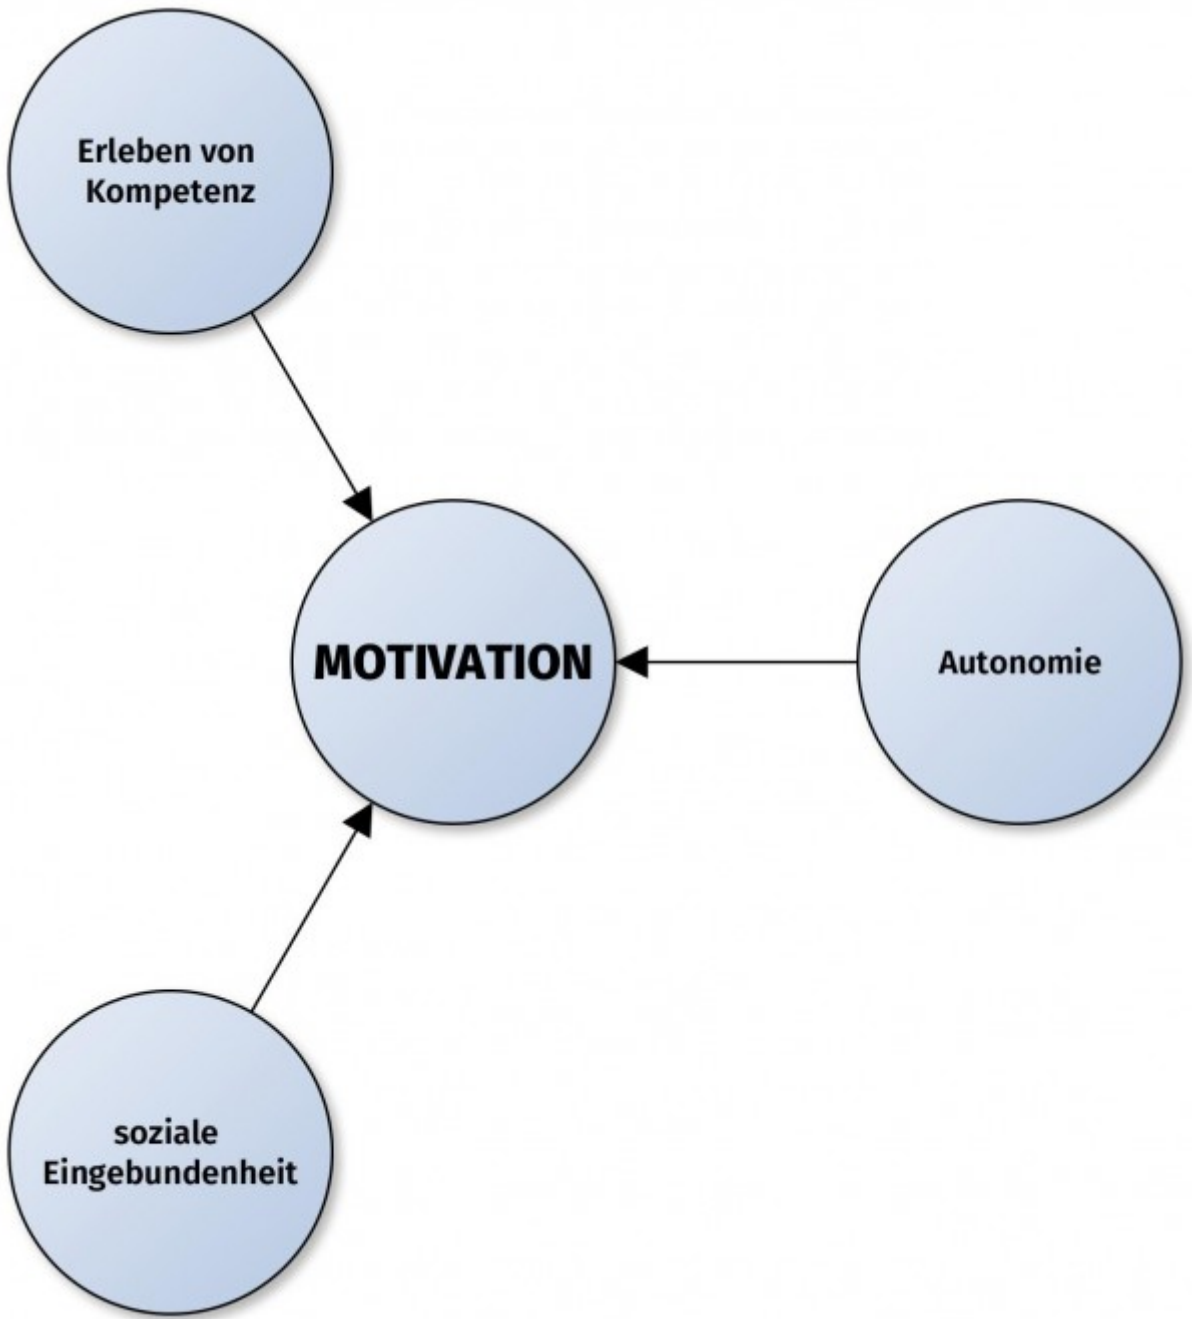 Erleben von
Kompetenz
MOTIVATION
Autonomie
soziale
Eingebundenheit